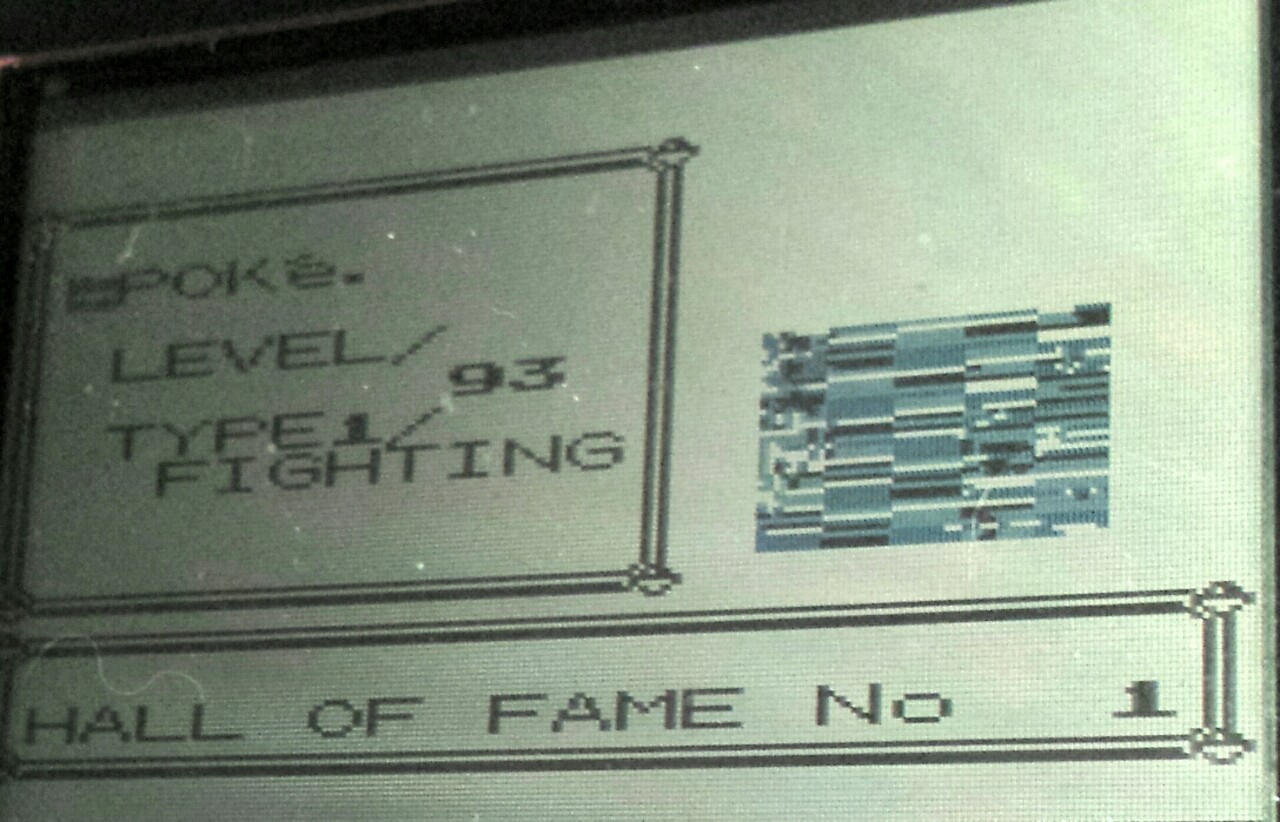 POKé.
LEVEL/
93
TYPE1/
FIGHTING
HALL OF FAME No 1